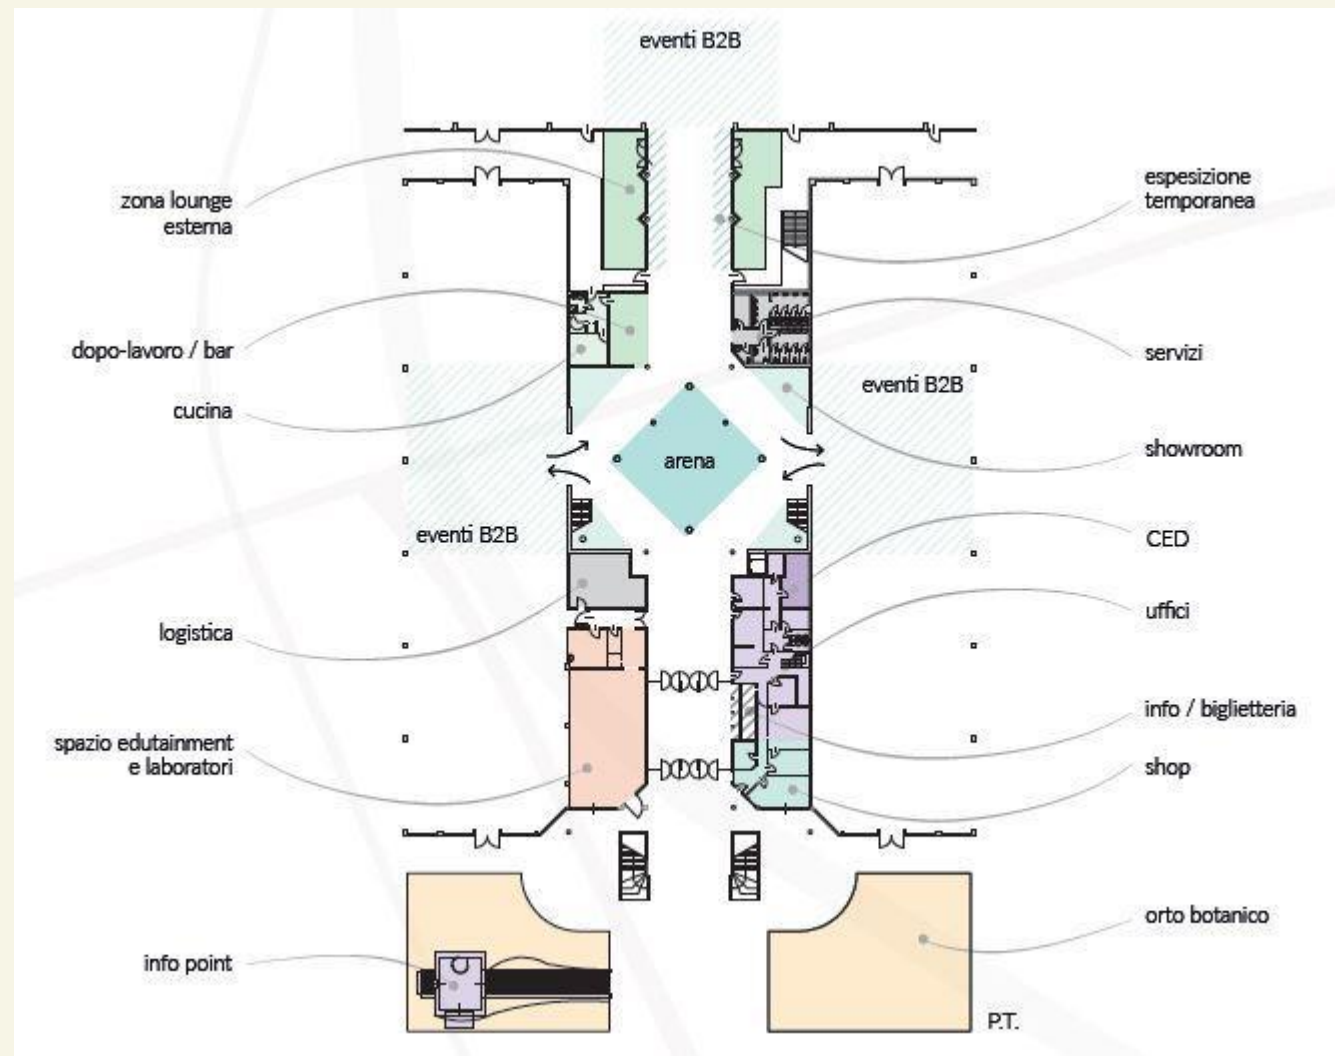 eventi B2B
zona lounge
esterna
espesizione
temporanea
dopo-lavoro / bar
servizi
cucina
eventi B2B
showroom
arena
eventi B2B
CED
logistica
uffici
info / biglietteria
spazio edutainment
e laboratori
shop
orto botanico
info point
P.T.